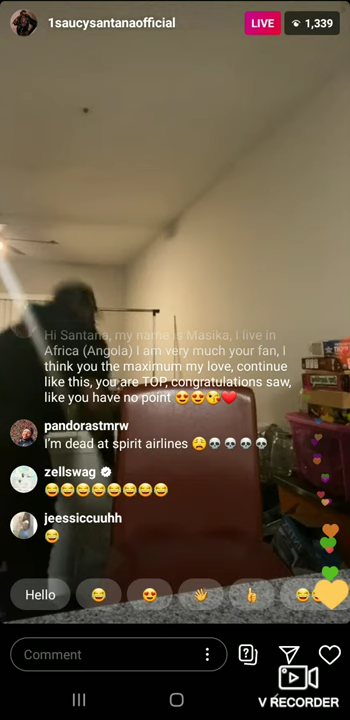 1saucysantanaofficial
LIVE
1,339
Hi Santana, my name is Masika, I live in
Africa (Angola) I am very much your fan, I
think you the maximum my love, continue
like this, you are TOP, congratulations saw,
like you have no point 😍😍😘❤️
pandorastmrw
I'm dead at spirit airlines 😩💀💀💀💀
zellswag
😂😂😂😂😂😂😂😂
jeessiccuuhh
😂
Hello 😂 😍 👋 👍 😂
Comment
V RECORDER